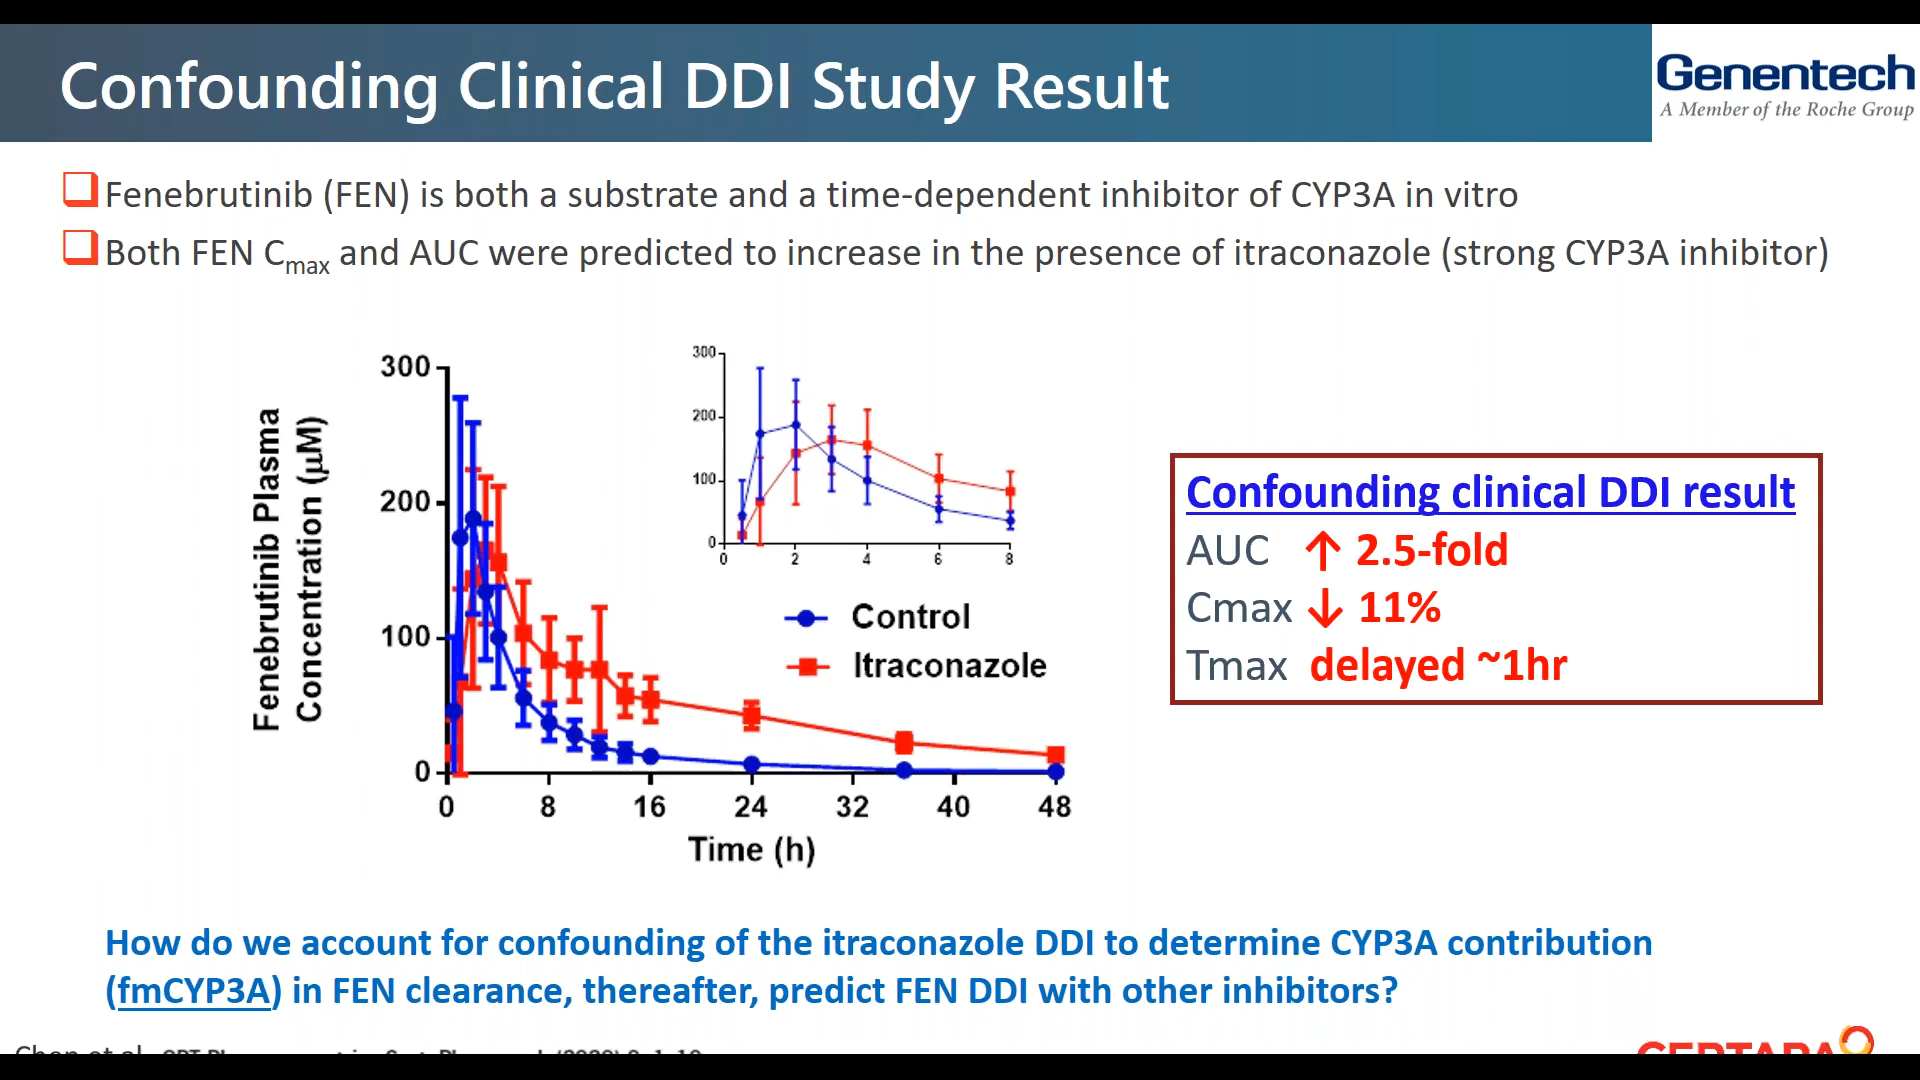 Confounding Clinical DDI Study Result
Genentech
A Member of the Roche Group
Fenebrutinib (FEN) is both a substrate and a time-dependent inhibitor of CYP3A in vitro
Both FEN Cmax and AUC were predicted to increase in the presence of itraconazole (strong CYP3A inhibitor)
Fenebrutinib Plasma
Concentration (μM)
300
200
100
0
0 8 16 24 32 40 48
Time (h)
300
200
100
0
0 2 4 6 8
Control
Itraconazole
Confounding clinical DDI result
AUC ↑ 2.5-fold
Cmax ↓ 11%
Tmax delayed ~1hr
How do we account for confounding of the itraconazole DDI to determine CYP3A contribution
(fmCYP3A) in FEN clearance, thereafter, predict FEN DDI with other inhibitors?
CERTARA